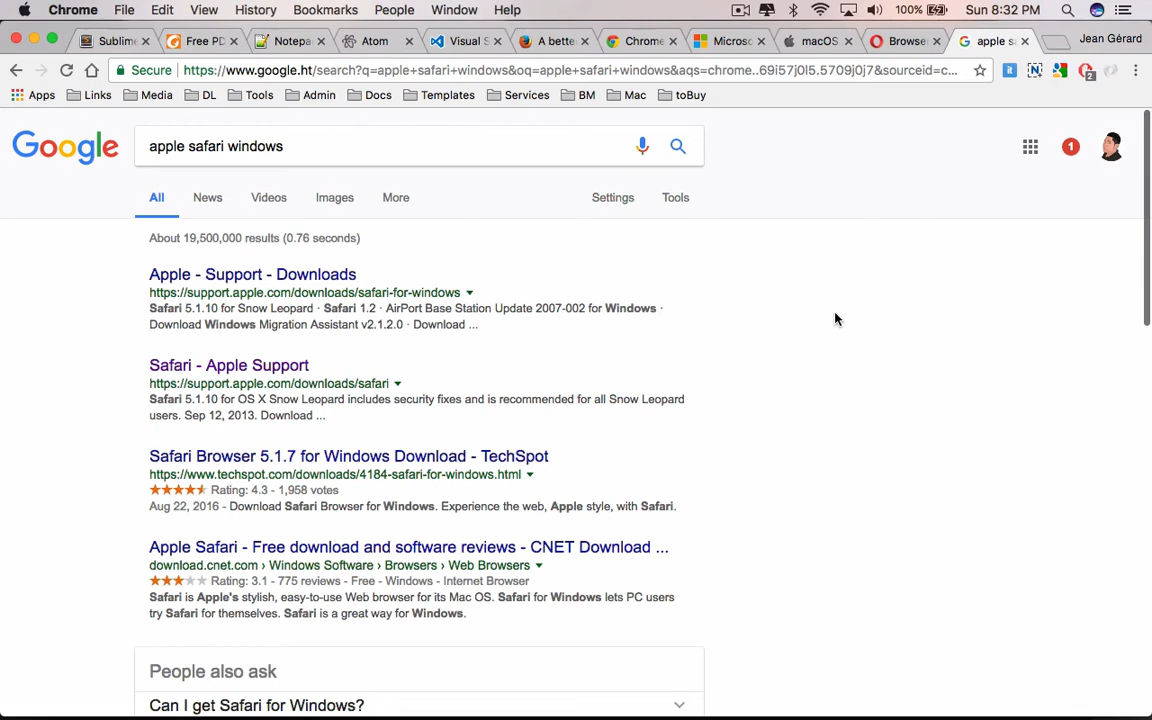 Chrome File Edit View History Bookmarks People Window Help 100% Sun 8:32 PM
Sublime Free PD Notepa Atom Visual S A bette Chrome Microso macOS Browse apple sa Jean Gérard
Secure https://www.google.ht/search?q=apple+safari+windows&oq=apple+safari+windows&aqs=chrome..69i57j0l5.5709j0j7&sourceid=c...
Apps Links Media DL Tools Admin Docs Templates Services BM Mac toBuy
Google apple safari windows 1
All News Videos Images More Settings Tools
About 19,500,000 results (0.76 seconds)
Apple - Support - Downloads
https://support.apple.com/downloads/safari-for-windows
Safari 5.1.10 for Snow Leopard · Safari 1.2 · AirPort Base Station Update 2007-002 for Windows ·
Download Windows Migration Assistant v2.1.2.0 · Download ...
Safari - Apple Support
https://support.apple.com/downloads/safari
Safari 5.1.10 for OS X Snow Leopard includes security fixes and is recommended for all Snow Leopard
users. Sep 12, 2013. Download ...
Safari Browser 5.1.7 for Windows Download - TechSpot
https://www.techspot.com/downloads/4184-safari-for-windows.html
Rating: 4.3 - 1,958 votes
Aug 22, 2016 - Download Safari Browser for Windows. Experience the web, Apple style, with Safari.
Apple Safari - Free download and software reviews - CNET Download ...
download.cnet.com › Windows Software › Browsers › Web Browsers
Rating: 3.1 - 775 reviews - Free - Windows - Internet Browser
Safari is Apple's stylish, easy-to-use Web browser for its Mac OS. Safari for Windows lets PC users
try Safari for themselves. Safari is a great way for Windows.
People also ask
Can I get Safari for Windows?